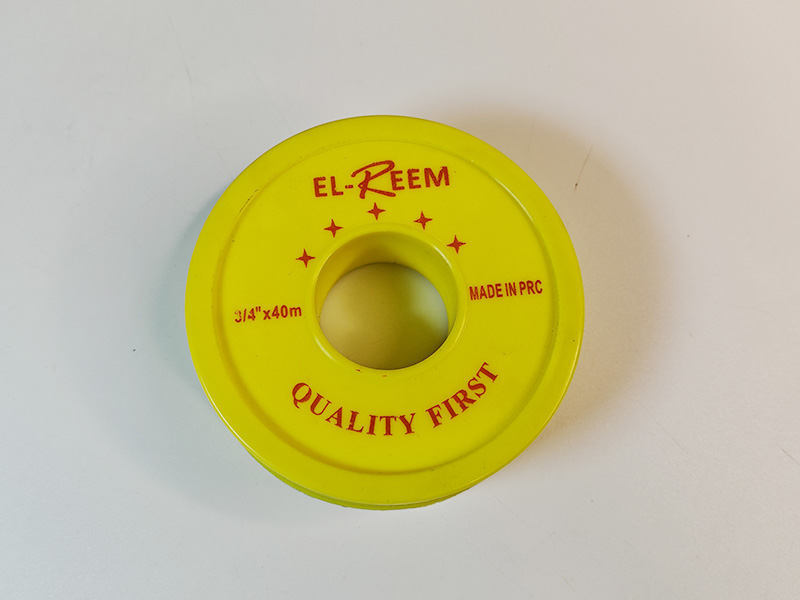 EL-REEM
3/4"x40m
MADE IN PRC
QUALITY FIRST